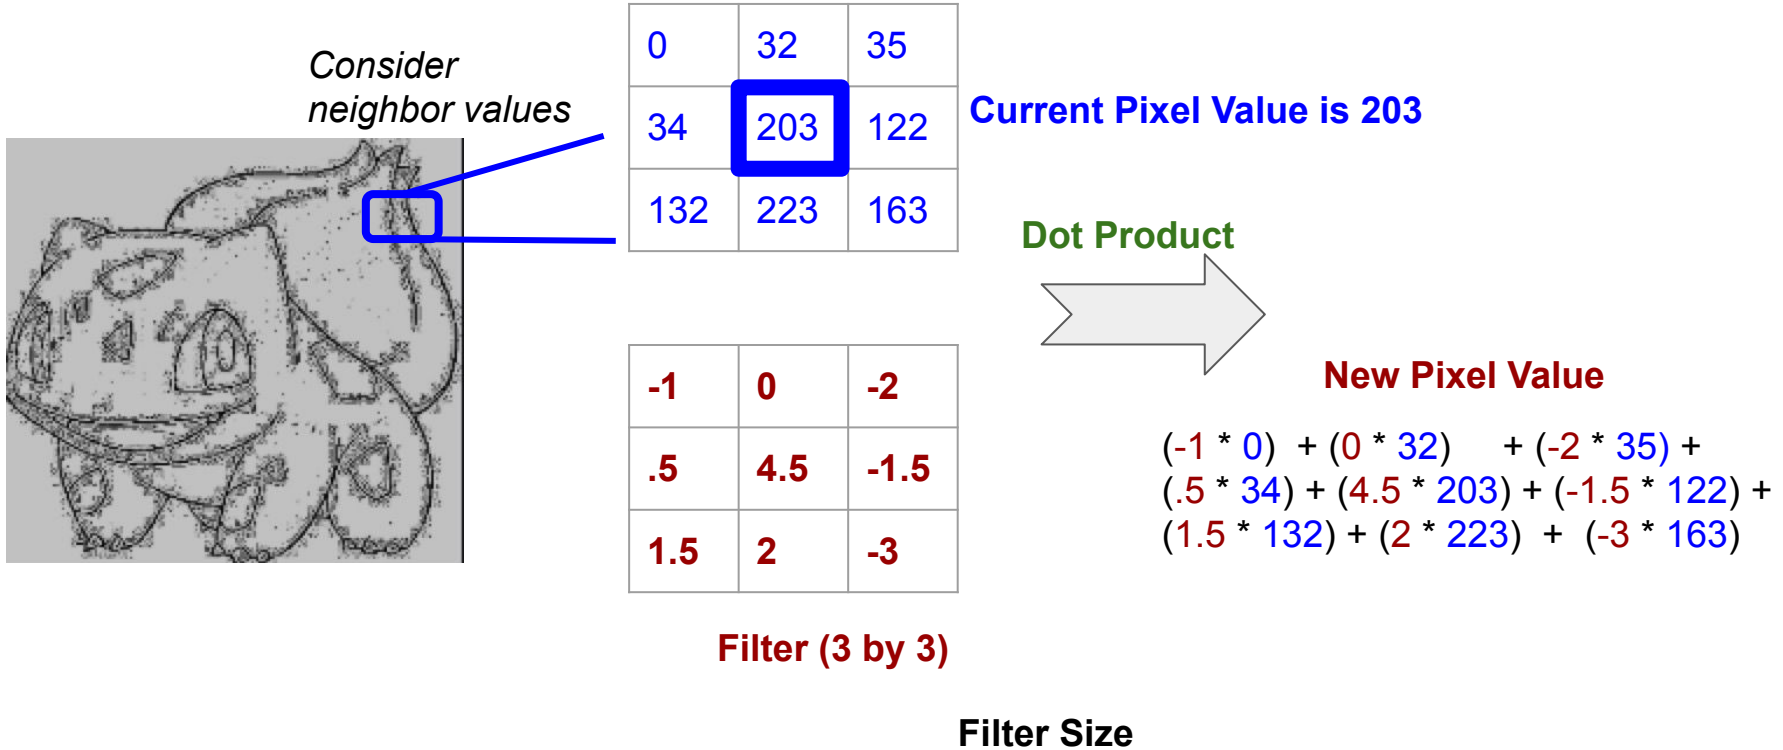 Consider
neighbor values
0 32 35
34 203 122
132 223 163
Current Pixel Value is 203
Dot Product
-1 0 -2
.5 4.5 -1.5
1.5 2 -3
Filter (3 by 3)
New Pixel Value
(-1 * 0) + (0 * 32) + (-2 * 35) +
(.5 * 34) + (4.5 * 203) + (-1.5 * 122) +
(1.5 * 132) + (2 * 223) + (-3 * 163)
Filter Size